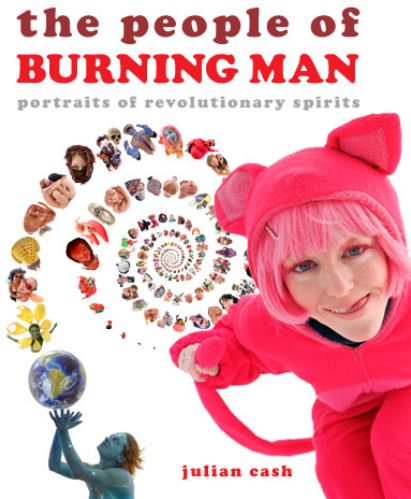 the people of
BURNING MAN
portraits of revolutionary spirits
julian cash